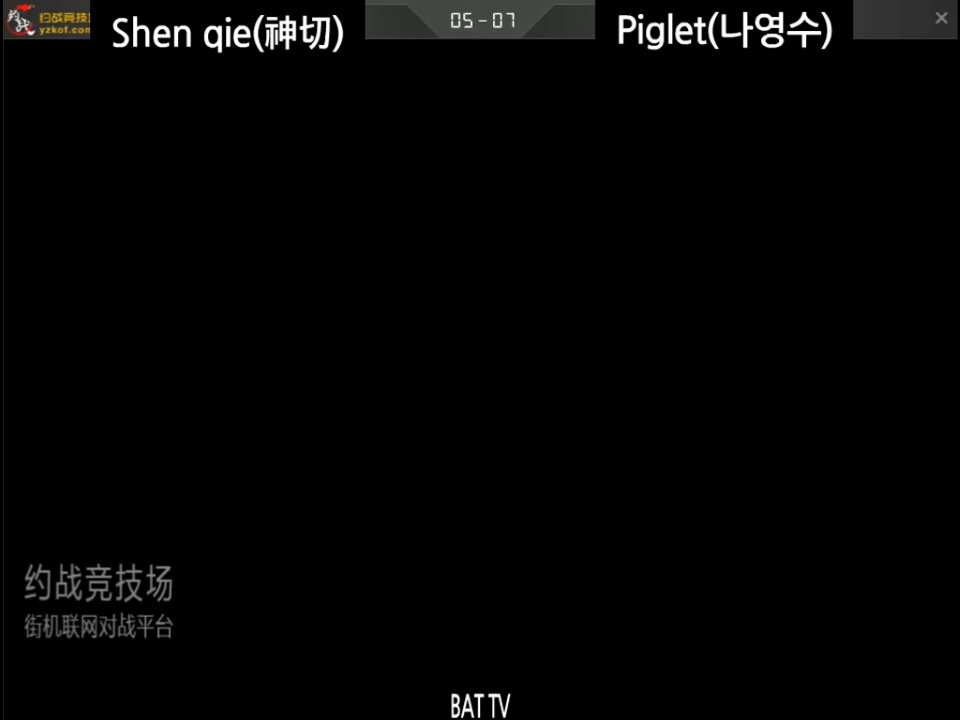 约战竞技
yzkof.com
Shen qie(神切)
05-07
Piglet(나영수)
约战竞技场
街机联网对战平台
BAT TV